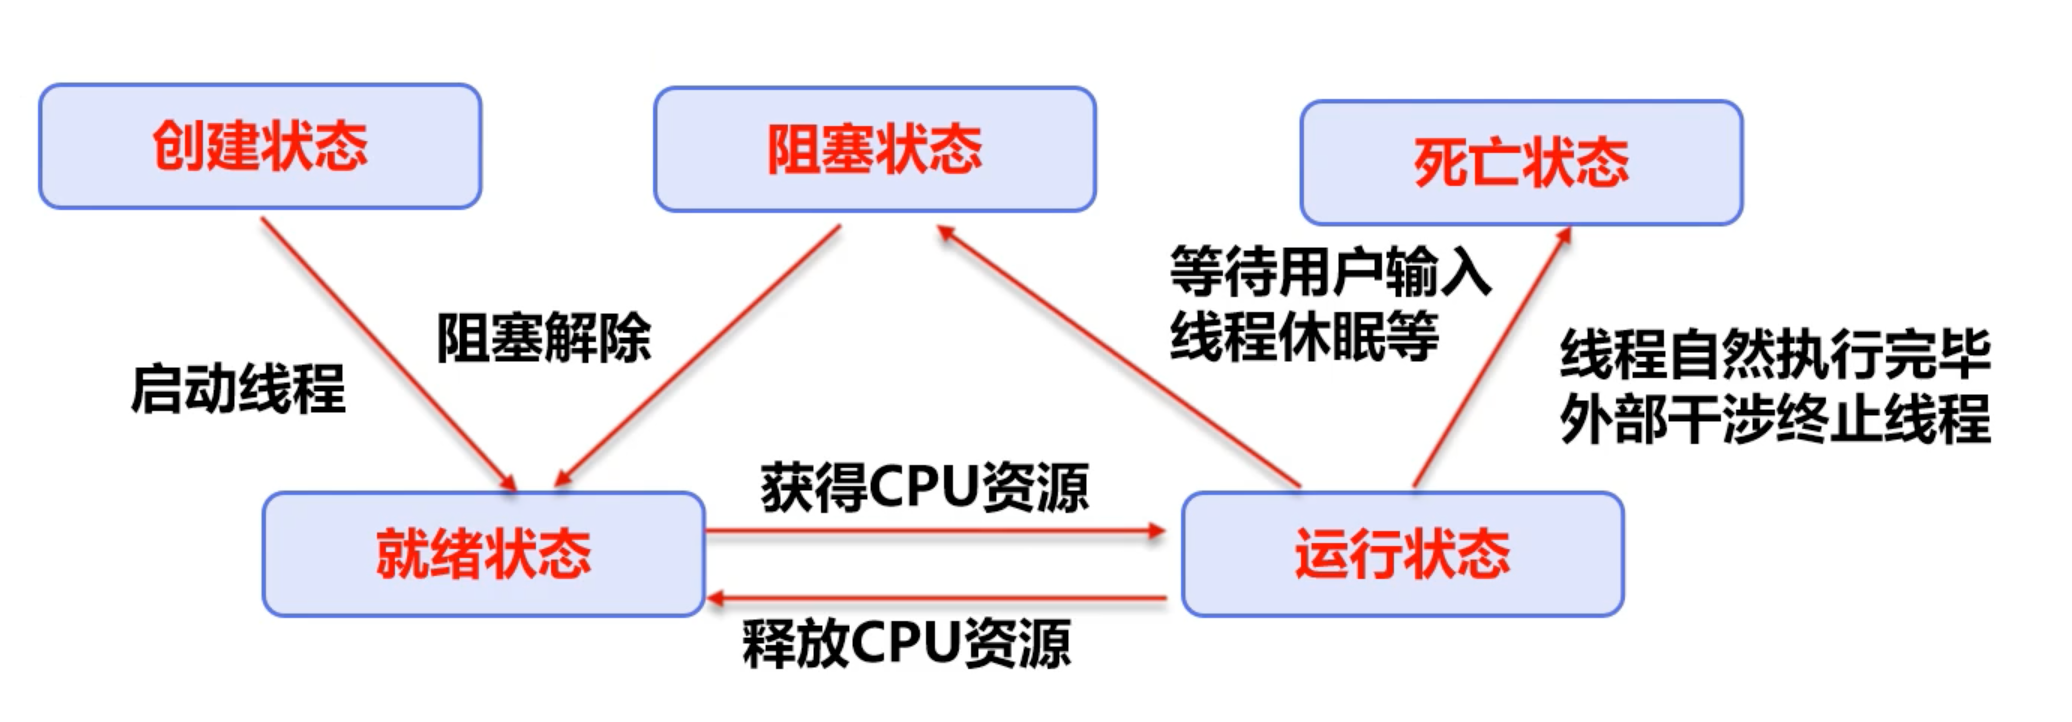 创建状态
阻塞状态
死亡状态
等待用户输入
线程休眠等
阻塞解除
线程自然执行完毕
外部干涉终止线程
启动线程
获得CPU资源
就绪状态
运行状态
释放CPU资源